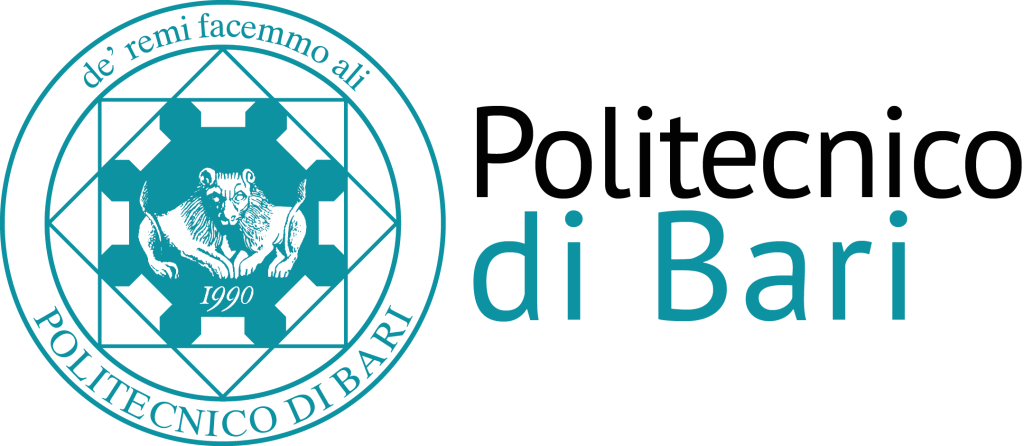 de' remi facemmo ali
1990
POLITECNICO DI BARI
Politecnico
di Bari